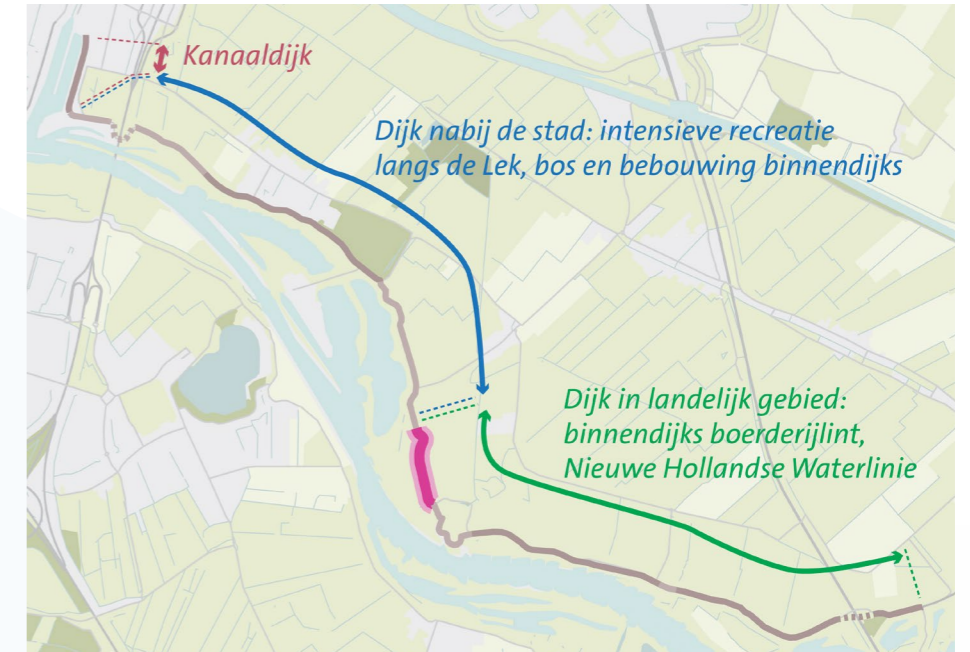 Kanaaldijk
Dijk nabij de stad: intensieve recreatie
langs de Lek, bos en bebouwing binnendijks
Dijk in landelijk gebied:
binnendijks boerderijlint,
Nieuwe Hollandse Waterlinie